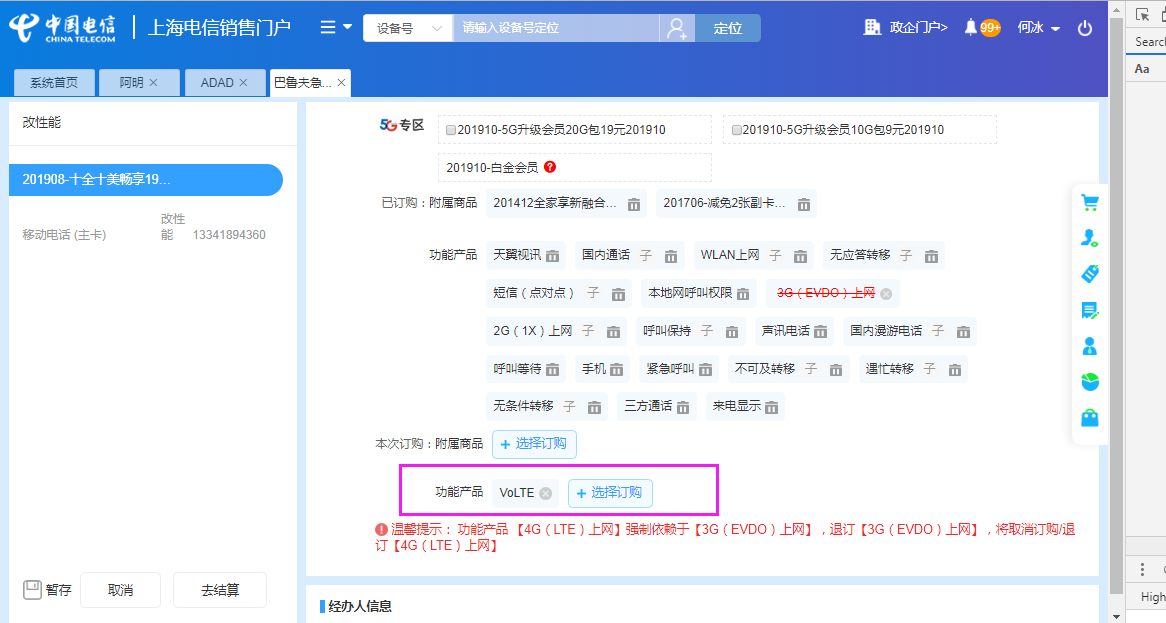 中国电信
CHINA TELECOM
上海电信销售门户
设备号
请输入设备号定位
定位
政企门户>
99+
何冰
系统首页
阿明 ×
ADAD ×
巴鲁夫急... ×
Search
Aa
改性能
201908-十全十美畅享19...
移动电话 (主卡)
改性能
13341894360
5G专区
201910-5G升级会员20G包19元201910
201910-5G升级会员10G包9元201910
201910-白金会员 ?
已订购：附属商品
201412全家享新融合...
201706-减免2张副卡...
功能产品
天翼视讯
国内通话 子
WLAN上网 子
无应答转移 子
短信（点对点） 子
本地网呼叫权限
3G（EVDO）上网
2G（1X）上网 子
呼叫保持 子
声讯电话
国内漫游电话 子
呼叫等待
手机
紧急呼叫
不可及转移 子
遇忙转移 子
无条件转移 子
三方通话
来电显示
本次订购：附属商品
+ 选择订购
功能产品
VoLTE
+ 选择订购
温馨提示： 功能产品 【4G（LTE）上网】强制依赖于【3G（EVDO）上网】，退订【3G（EVDO）上网】，将取消订购/退
订【4G（LTE）上网】
暂存
取消
去结算
经办人信息
High